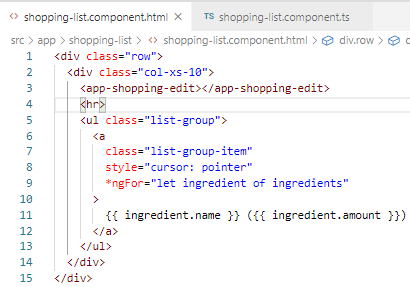 <> shopping-list.component.html × TS shopping-list.component.ts
src > app > shopping-list > <> shopping-list.component.html > div.row >
1 <div class="row">
2 <div class="col-xs-10">
3 <app-shopping-edit></app-shopping-edit>
4 <hr>
5 <ul class="list-group">
6 <a
7 class="list-group-item"
8 style="cursor: pointer"
9 *ngFor="let ingredient of ingredients"
10 >
11 {{ ingredient.name }} ({{ ingredient.amount }})
12 </a>
13 </ul>
14 </div>
15 </div>